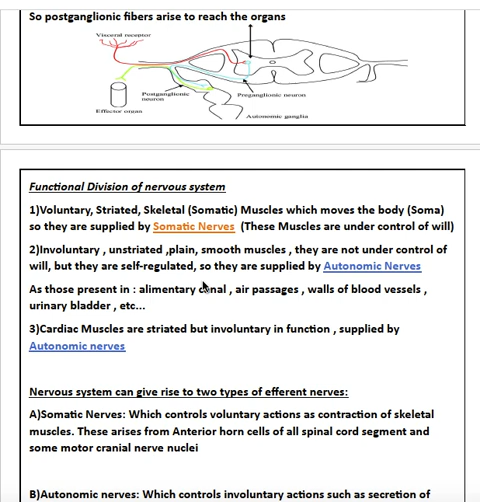 So postganglionic fibers arise to reach the organs
Visceral receptor
Postganglionic
neuron
Preganglionic neuron
Effector organ
Autonomic ganglia
Functional Division of nervous system
1)Voluntary, Striated, Skeletal (Somatic) Muscles which moves the body (Soma)
so they are supplied by Somatic Nerves (These Muscles are under control of will)
2)Involuntary , unstriated ,plain, smooth muscles , they are not under control of
will, but they are self-regulated, so they are supplied by Autonomic Nerves
As those present in : alimentary canal , air passages , walls of blood vessels ,
urinary bladder , etc...
3)Cardiac Muscles are striated but involuntary in function , supplied by
Autonomic nerves
Nervous system can give rise to two types of efferent nerves:
A)Somatic Nerves: Which controls voluntary actions as contraction of skeletal
muscles. These arises from Anterior horn cells of all spinal cord segment and
some motor cranial nerve nuclei
B)Autonomic nerves: Which controls involuntary actions such as secretion of